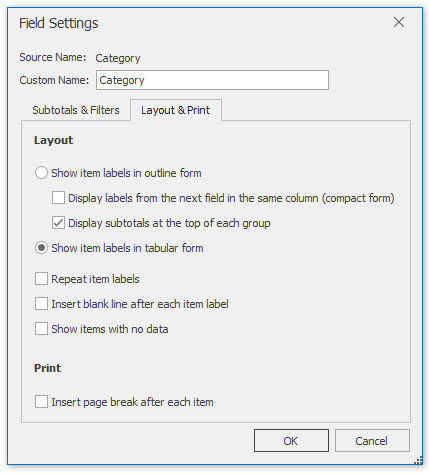 Field Settings
Source Name: Category
Custom Name: Category
Subtotals & Filters Layout & Print
Layout
Show item labels in outline form
Display labels from the next field in the same column (compact form)
Display subtotals at the top of each group
Show item labels in tabular form
Repeat item labels
Insert blank line after each item label
Show items with no data
Print
Insert page break after each item
OK Cancel